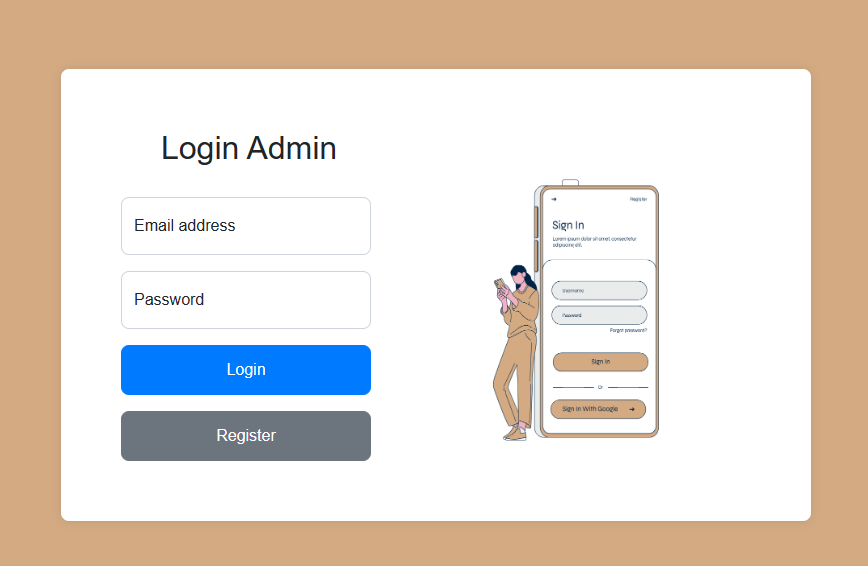 Login Admin
Email address
Password
Login
Register
Register
Sign In
Lorem ipsum dolor sit amet, consectetur
adipiscing elit.
Username
Password
Forgot password?
Sign In
Or
Sign In With Google